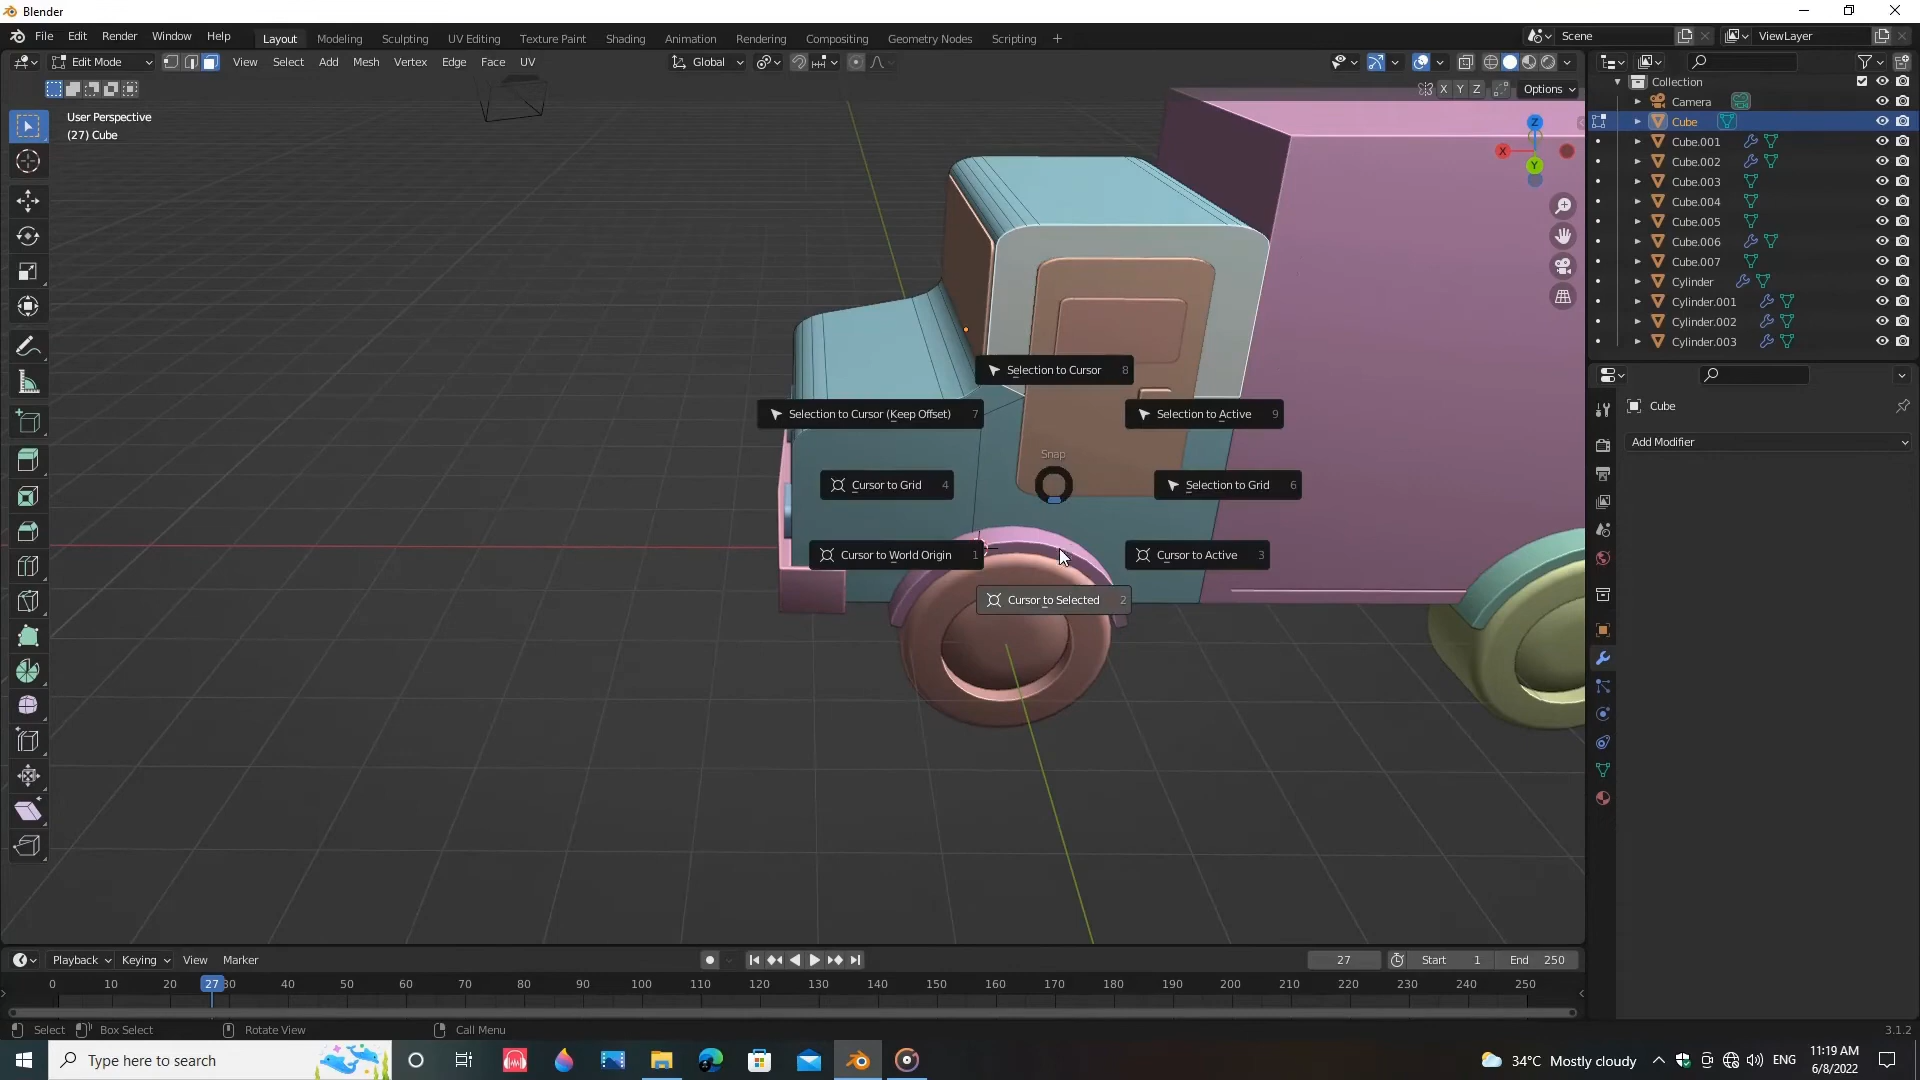 Blender
File Edit Render Window Help
Layout Modeling Sculpting UV Editing Texture Paint Shading Animation Rendering Compositing Geometry Nodes Scripting +
Scene
ViewLayer
Edit Mode
View Select Add Mesh Vertex Edge Face UV
Global
X Y Z
Options
User Perspective
(27) Cube
Z
X
Y
Selection to Cursor 8
Selection to Cursor (Keep Offset) 7
Selection to Active 9
Snap
Cursor to Grid 4
Selection to Grid 6
Cursor to World Origin 1
Cursor to Active 3
Cursor to Selected 2
Collection
Camera
Cube
Cube.001
Cube.002
Cube.003
Cube.004
Cube.005
Cube.006
Cube.007
Cylinder
Cylinder.001
Cylinder.002
Cylinder.003
Cube
Add Modifier
Playback Keying View Marker
27
Start 1
End 250
0 10 20 27 30 40 50 60 70 80 90 100 110 120 130 140 150 160 170 180 190 200 210 220 230 240 250
Select Box Select Rotate View Call Menu
3.1.2
Type here to search
34°C Mostly cloudy
ENG
11:19 AM
6/8/2022